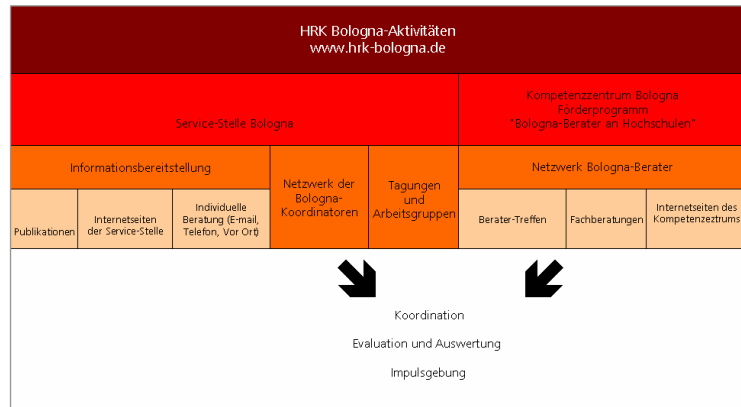 HRK Bologna-Aktivitäten
www.hrk-bologna.de
Service-Stelle Bologna
Kompetenzzentrum Bologna
Förderprogramm
"Bologna-Berater an Hochschulen"
Informationsbereitstellung
Netzwerk der
Bologna-
Koordinatoren
Tagungen
und
Arbeitsgruppen
Netzwerk Bologna-Berater
Publikationen
Internetseiten
der Service-Stelle
Individuelle
Beratung (E-mail,
Telefon, Vor Ort)
Berater-Treffen
Fachberatungen
Internetseiten des
Kompetenzeztrums
Koordination
Evaluation und Auswertung
Impulsgebung